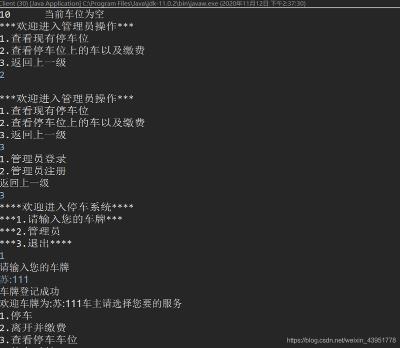 Client (30) [Java Application] C:\Program Files\Java\jdk-11.0.2\bin\javaw.exe (2020年11月12日 下午2:37:30)
10 当前车位为空
***欢迎进入管理员操作***
1.查看现有停车位
2.查看停车位上的车以及缴费
3.返回上一级
2
***欢迎进入管理员操作***
1.查看现有停车位
2.查看停车位上的车以及缴费
3.返回上一级
3
1.管理员登录
2.管理员注册
返回上一级
3
****欢迎进入停车系统****
***1.请输入您的车牌***
***2.管理员
***3.退出****
1
请输入您的车牌
苏:111
车牌登记成功
欢迎车牌为:苏:111车主请选择您要的服务
1.停车
2.离开并缴费
3.查看停车车位
https://blog.csdn.net/weixin_43951778